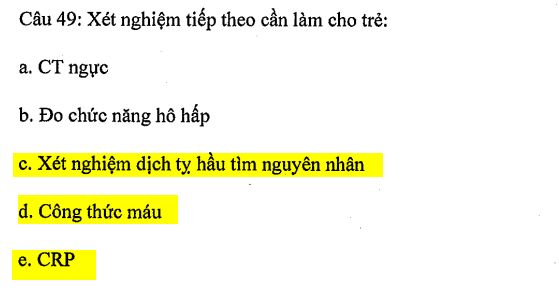 Câu 49: Xét nghiệm tiếp theo cần làm cho trẻ:
a. CT ngực
b. Đo chức năng hô hấp
c. Xét nghiệm dịch tỵ hầu tìm nguyên nhân
d. Công thức máu
e. CRP